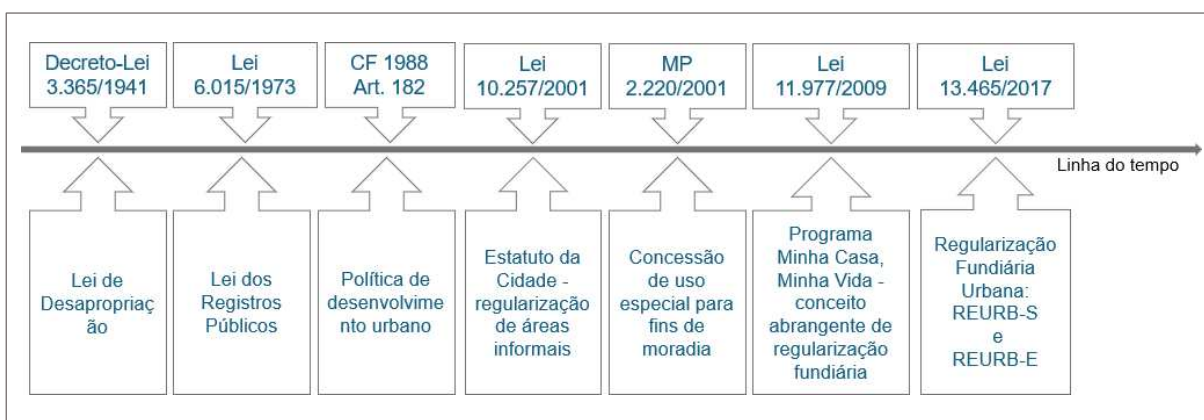 Decreto-Lei
3.365/1941
Lei
6.015/1973
CF 1988
Art. 182
Lei
10.257/2001
MP
2.220/2001
Lei
11.977/2009
Lei
13.465/2017
Linha do tempo
Lei de
Desapropriaç
ão
Lei dos
Registros
Públicos
Política de
desenvolvime
nto urbano
Estatuto da
Cidade -
regularização
de áreas
informais
Concessão
de uso
especial para
fins de
moradia
Programa
Minha Casa,
Minha Vida -
conceito
abrangente de
regularização
fundiária
Regularização
Fundiária
Urbana:
REURB-S
e
REURB-E